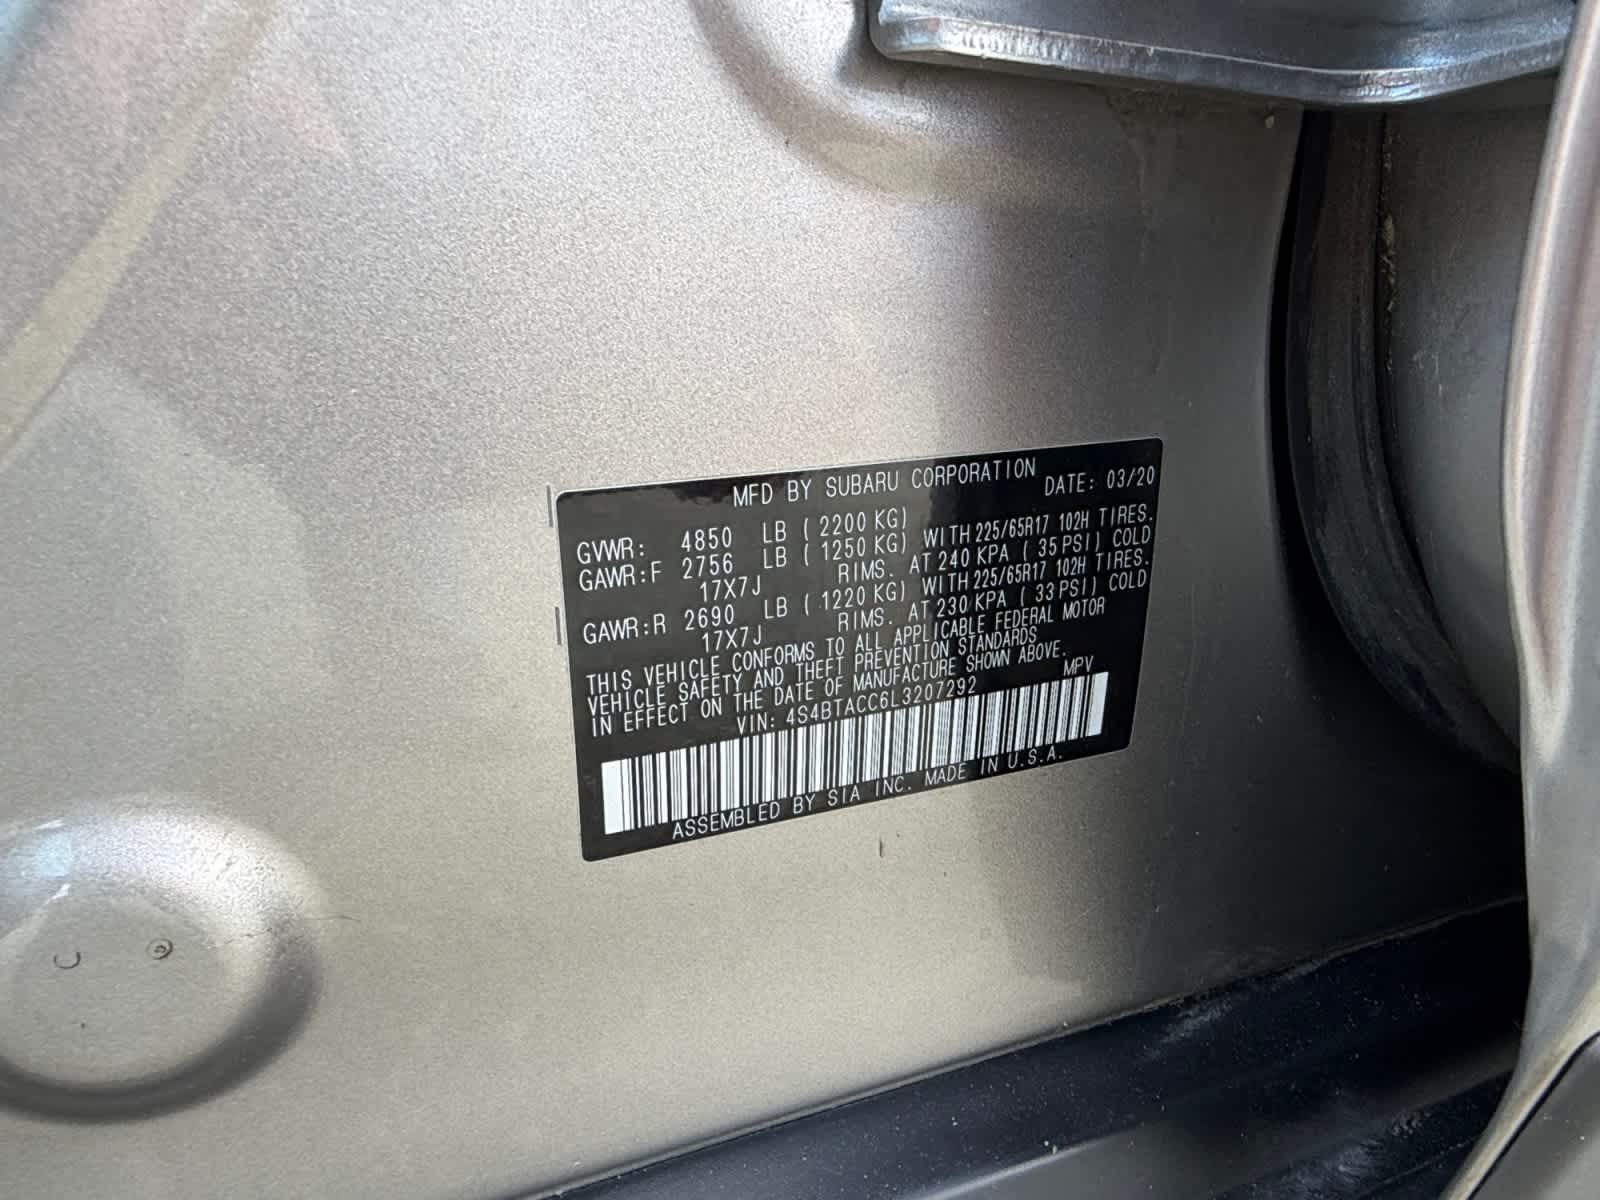 MFD BY SUBARU CORPORATION DATE: 03/20
GVWR: 4850 LB ( 2200 KG)
GAWR:F 2756 LB ( 1250 KG) WITH 225/65R17 102H TIRES.
17X7J RIMS. AT 240 KPA ( 35 PSI) COLD
GAWR:R 2690 LB ( 1220 KG) WITH 225/65R17 102H TIRES.
17X7J RIMS. AT 230 KPA ( 33 PSI) COLD
THIS VEHICLE CONFORMS TO ALL APPLICABLE FEDERAL MOTOR
VEHICLE SAFETY AND THEFT PREVENTION STANDARDS
IN EFFECT ON THE DATE OF MANUFACTURE SHOWN ABOVE.
VIN: 4S4BTACC6L3207292 MPV
ASSEMBLED BY SIA INC. MADE IN U.S.A.